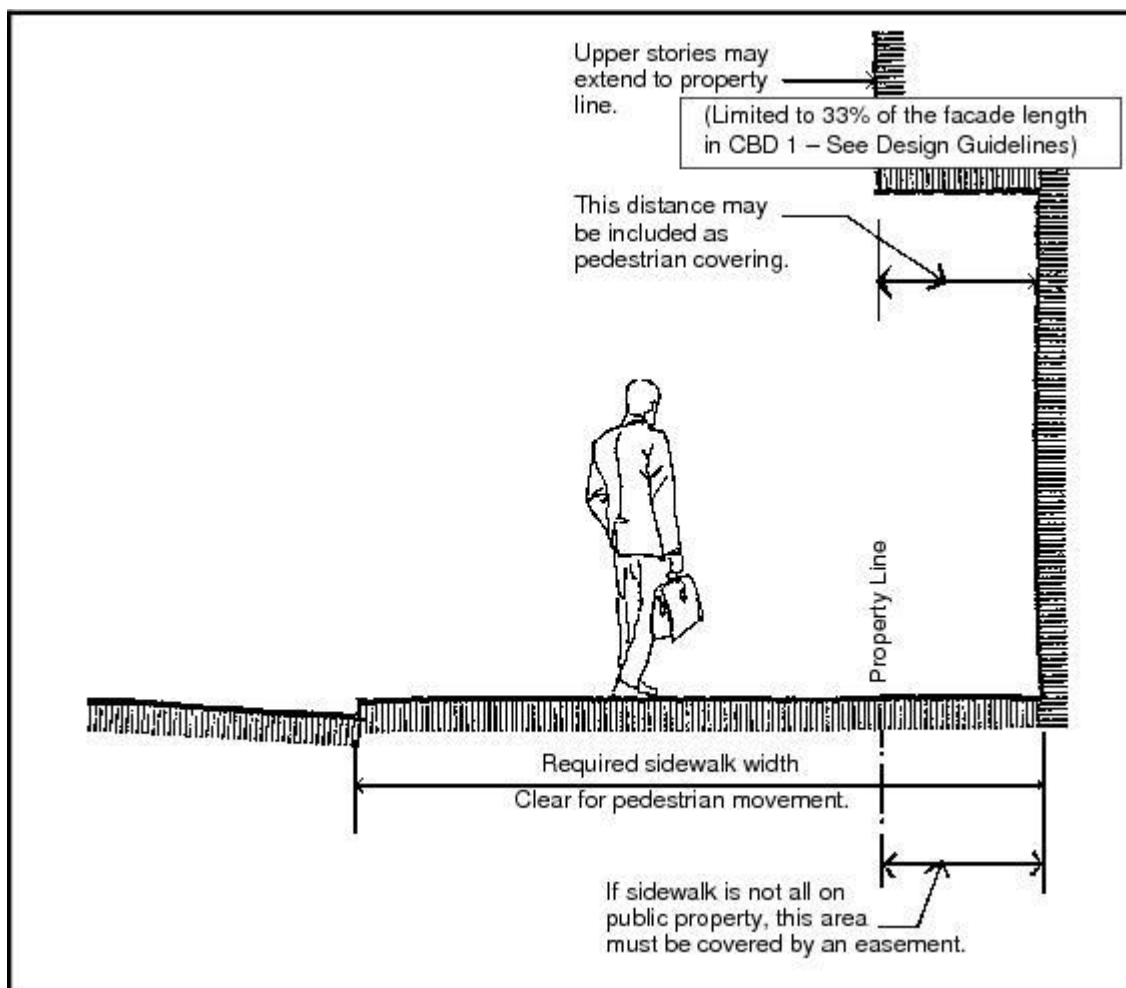 Upper stories may
extend to property
line.
(Limited to 33% of the facade length
in CBD 1 – See Design Guidelines)
This distance may
be included as
pedestrian covering.
Property Line
Required sidewalk width
Clear for pedestrian movement.
If sidewalk is not all on
public property, this area
must be covered by an easement.